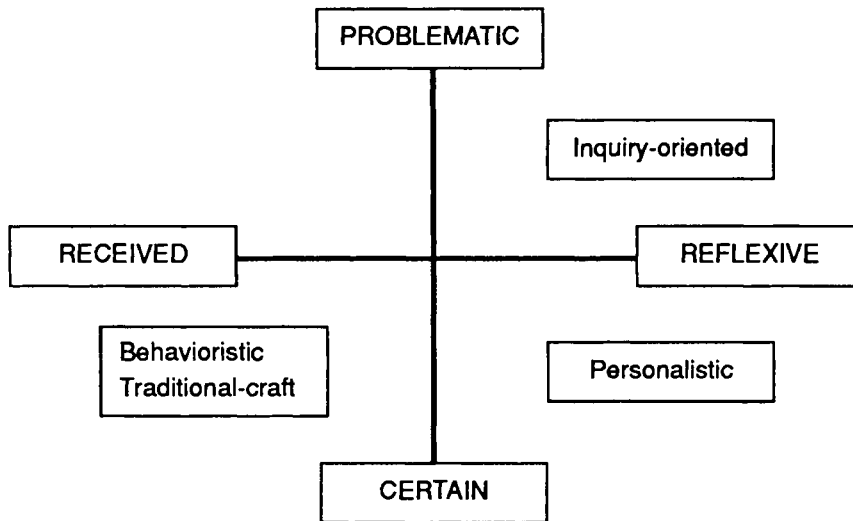 PROBLEMATIC
Inquiry-oriented
RECEIVED
REFLEXIVE
Behavioristic
Traditional-craft
Personalistic
CERTAIN